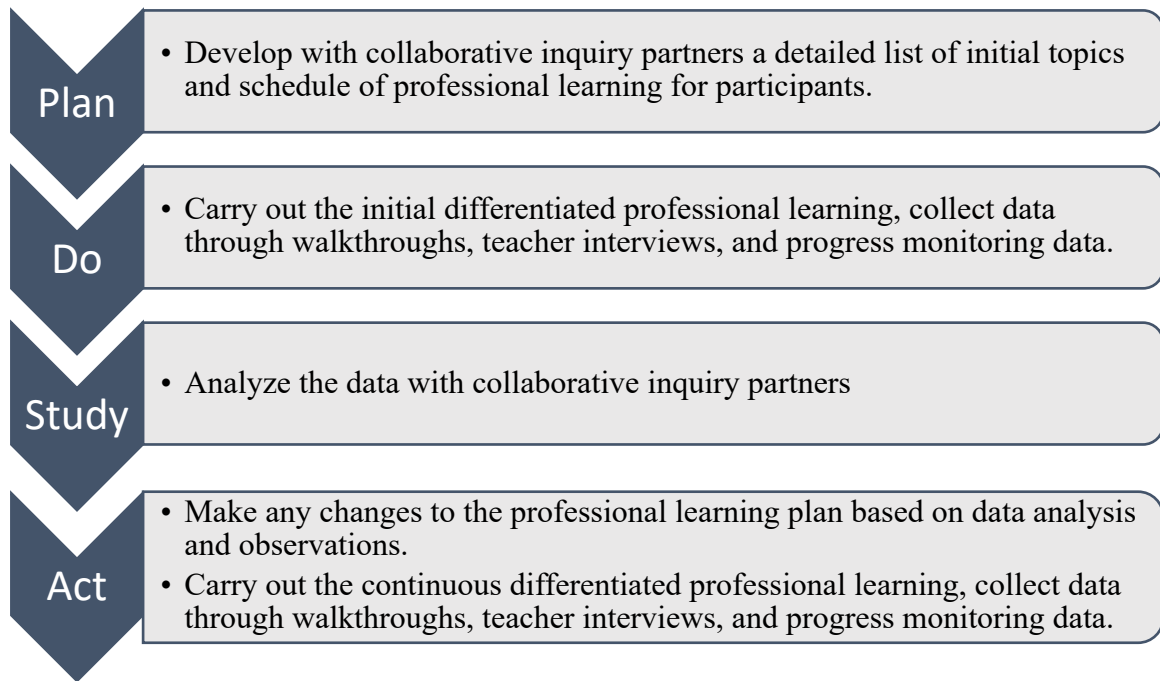 Plan
• Develop with collaborative inquiry partners a detailed list of initial topics
and schedule of professional learning for participants.
Do
• Carry out the initial differentiated professional learning, collect data
through walkthroughs, teacher interviews, and progress monitoring data.
Study
• Analyze the data with collaborative inquiry partners
Act
• Make any changes to the professional learning plan based on data analysis
and observations.
• Carry out the continuous differentiated professional learning, collect data
through walkthroughs, teacher interviews, and progress monitoring data.